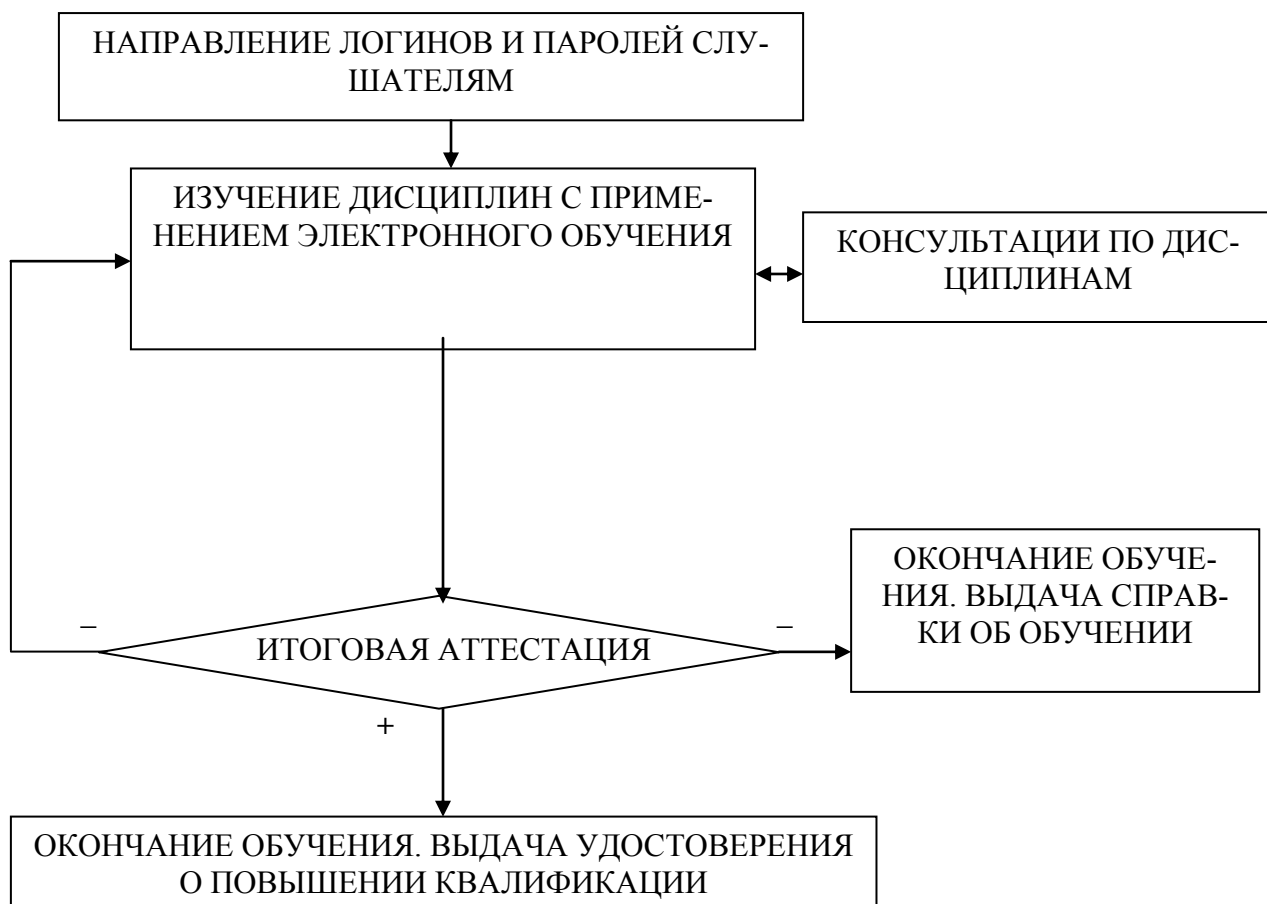 НАПРАВЛЕНИЕ ЛОГИНОВ И ПАРОЛЕЙ СЛУ-
ШАТЕЛЯМ
ИЗУЧЕНИЕ ДИСЦИПЛИН С ПРИМЕ-
НЕНИЕМ ЭЛЕКТРОННОГО ОБУЧЕНИЯ
КОНСУЛЬТАЦИИ ПО ДИС-
ЦИПЛИНАМ
ОКОНЧАНИЕ ОБУЧЕ-
НИЯ. ВЫДАЧА СПРАВ-
КИ ОБ ОБУЧЕНИИ
–
–
ИТОГОВАЯ АТТЕСТАЦИЯ
+
ОКОНЧАНИЕ ОБУЧЕНИЯ. ВЫДАЧА УДОСТОВЕРЕНИЯ
О ПОВЫШЕНИИ КВАЛИФИКАЦИИ